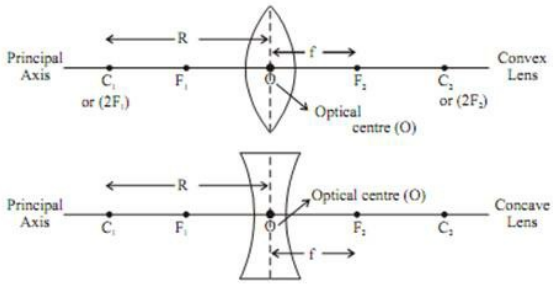 R
f
Principal
Axis
C₁
or (2F₁)
F₁
O
F₂
C₂
or (2F₂)
Convex
Lens
Optical
centre (O)
R
Optical centre (O)
Principal
Axis
C₁
F₁
O
F₂
C₂
Concave
Lens
f